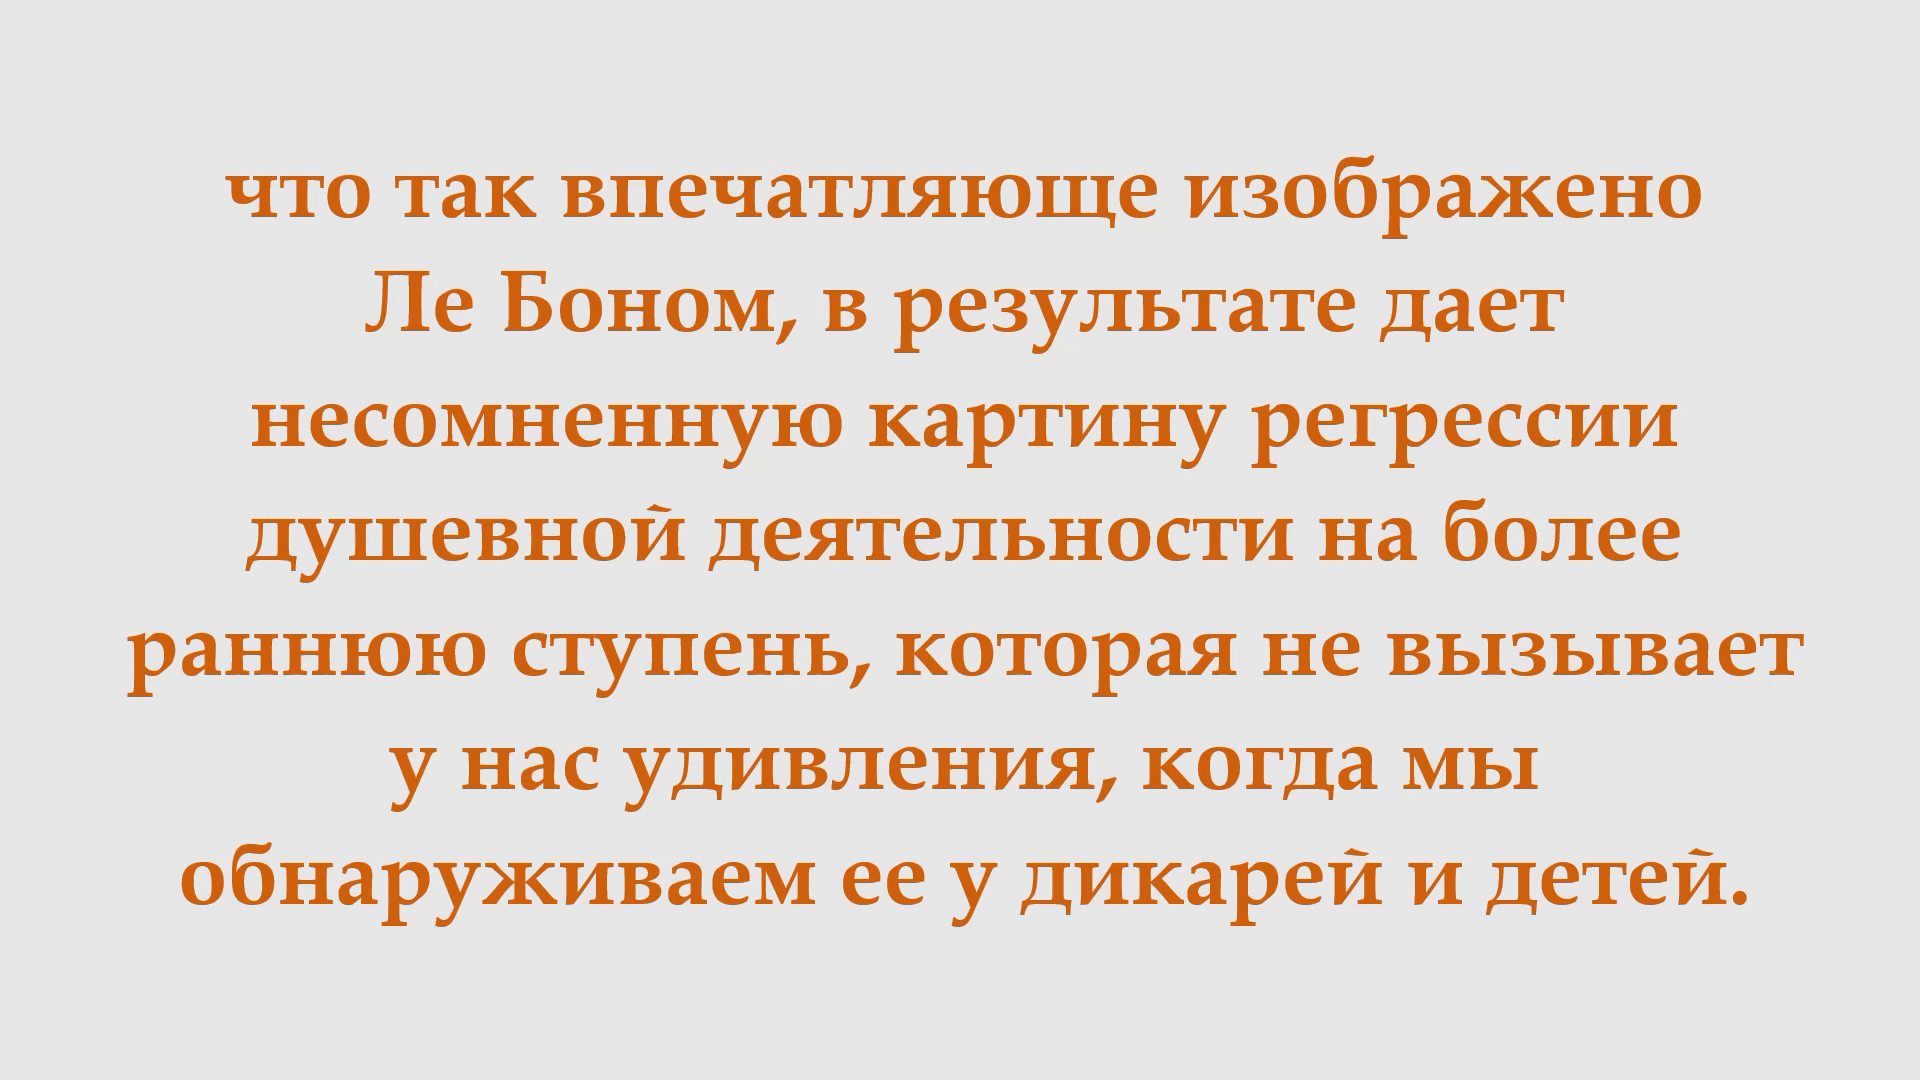 что так впечатляюще изображено
Ле Боном, в результате дает
несомненную картину регрессии
душевной деятельности на более
раннюю ступень, которая не вызывает
у нас удивления, когда мы
обнаруживаем ее у дикарей и детей.